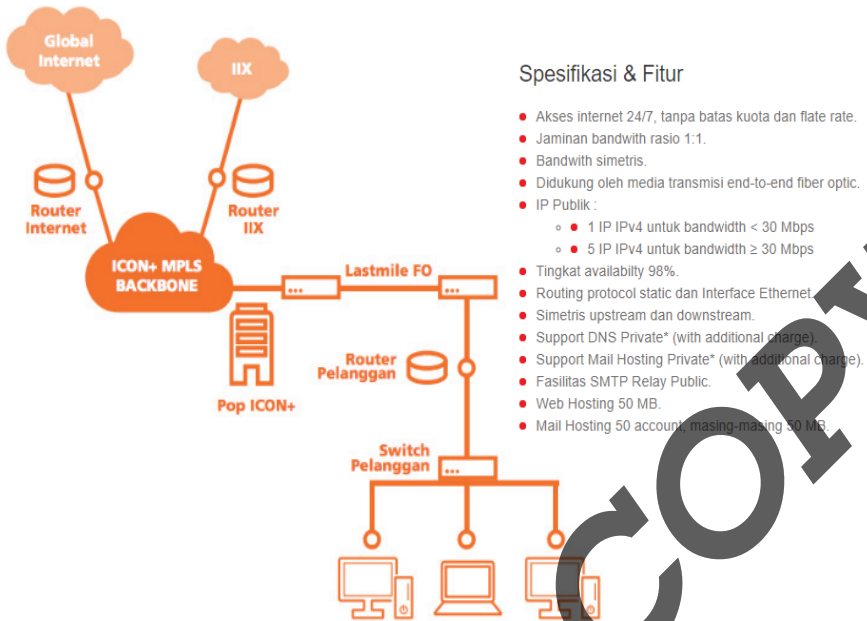 Global
Internet
IIX
Router
Internet
Router
IIX
ICON+ MPLS
BACKBONE
Lastmile FO
Pop ICON+
Router
Pelanggan
Switch
Pelanggan
Spesifikasi & Fitur
Akses internet 24/7, tanpa batas kuota dan flate rate.
Jaminan bandwith rasio 1:1.
Bandwith simetris.
Didukung oleh media transmisi end-to-end fiber optic.
IP Publik :
1 IP IPv4 untuk bandwidth < 30 Mbps
5 IP IPv4 untuk bandwidth ≥ 30 Mbps
Tingkat availabilty 98%.
Routing protocol static dan Interface Ethernet.
Simetris upstream dan downstream.
Support DNS Private* (with additional charge).
Support Mail Hosting Private* (with additional charge).
Fasilitas SMTP Relay Public.
Web Hosting 50 MB.
Mail Hosting 50 account, masing-masing 50 MB.
COPY